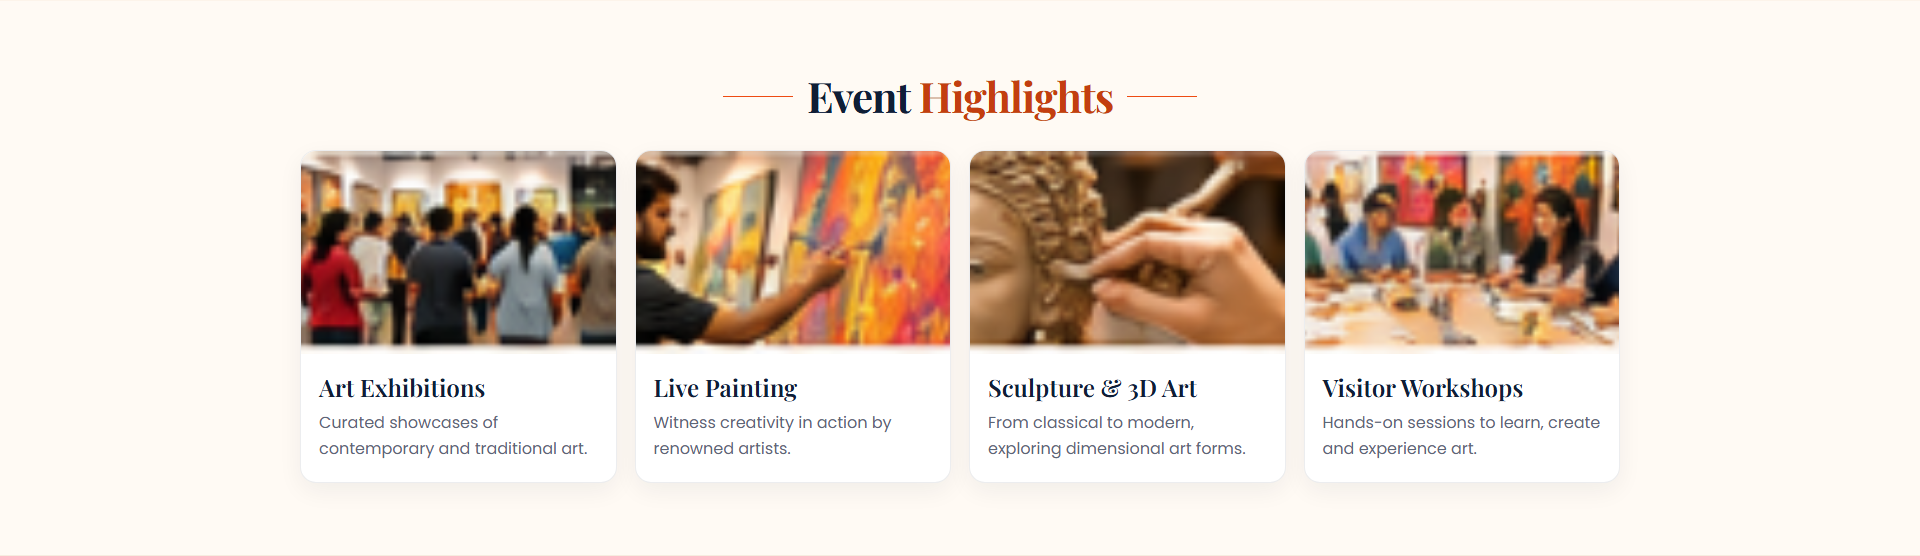 Event Highlights
Art Exhibitions
Curated showcases of
contemporary and traditional art.
Live Painting
Witness creativity in action by
renowned artists.
Sculpture & 3D Art
From classical to modern,
exploring dimensional art forms.
Visitor Workshops
Hands-on sessions to learn, create
and experience art.